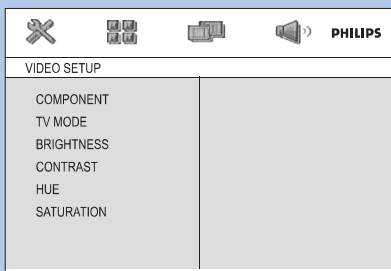 PHILIPS
VIDEO SETUP
COMPONENT
TV MODE
BRIGHTNESS
CONTRAST
HUE
SATURATION